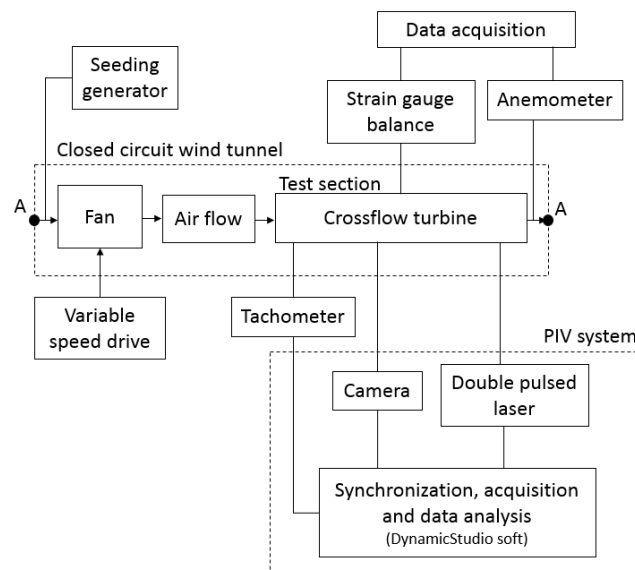 Data acquisition
Seeding
generator
Strain gauge
balance
Anemometer
Closed circuit wind tunnel
Test section
A
Fan
Air flow
Crossflow turbine
A
Variable
speed drive
Tachometer
PIV system
Camera
Double pulsed
laser
Synchronization, acquisition
and data analysis
(DynamicStudio soft)